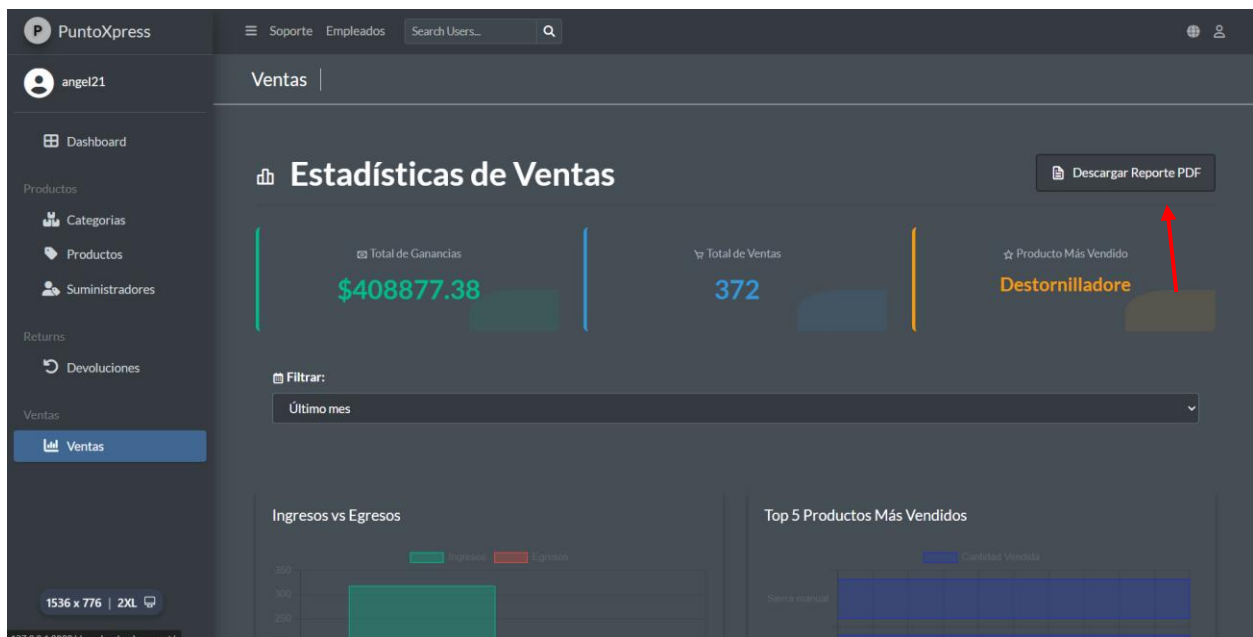 P PuntoXpress
Soporte Empleados Search Users...
angel21
Ventas
Dashboard
Estadísticas de Ventas
Descargar Reporte PDF
Productos
Categorias
Productos
Suministradores
Total de Ganancias
$408877.38
Total de Ventas
372
Producto Más Vendido
Destornilladore
Returns
Devoluciones
Filtrar:
Último mes
Ventas
Ventas
Ingresos vs Egresos
Top 5 Productos Más Vendidos
Ingresos Egresos
Cantidad Vendida
350
300
250
Sierra manual
1536 x 776 | 2XL